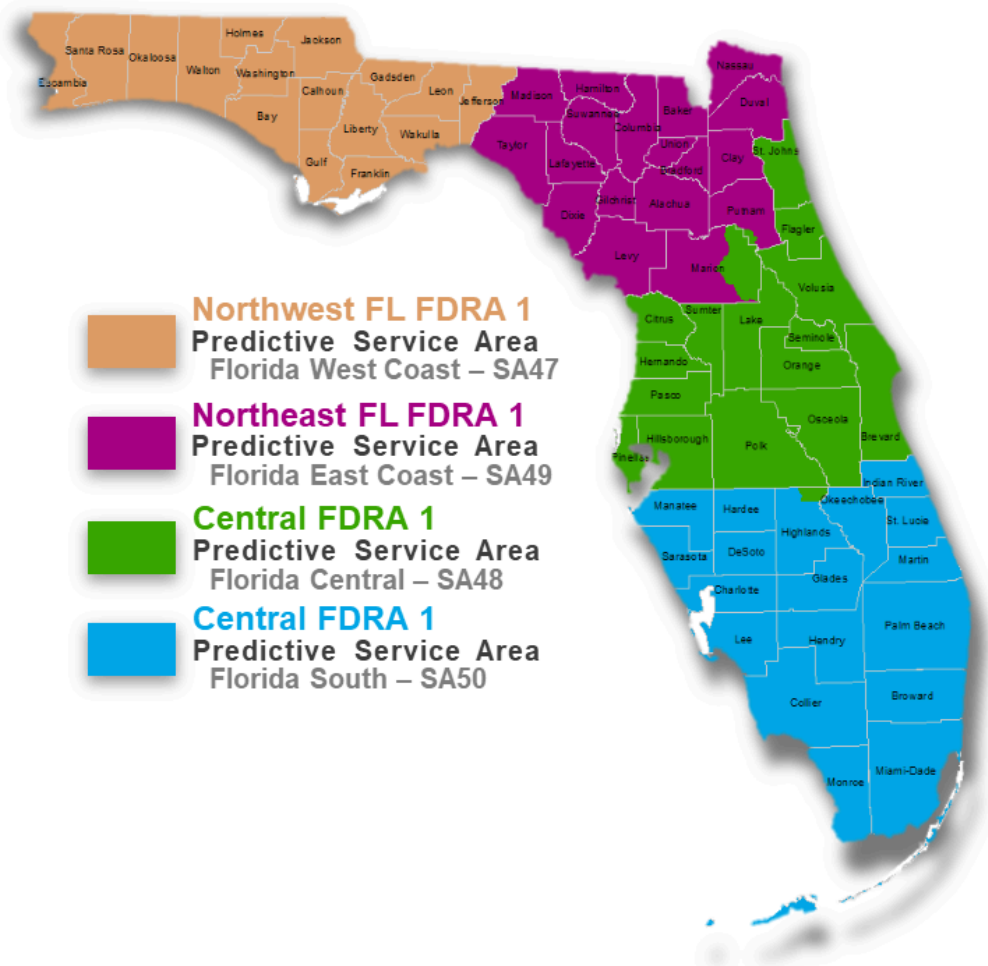 Holmes
Jackson
Santa Rosa
Okaloosa
Walton
Washington
Escambia
Calhoun
Gadsden
Leon
Jefferson
Bay
Liberty
Wakulla
Gulf
Franklin
Nassau
Madison
Hamilton
Duval
Suwannee
Baker
Columbia
Taylor
Union
Clay
St. Johns
Lafayette
Bradford
Gilchrist
Alachua
Putnam
Dixie
Flagler
Levy
Marion
Volusia
Citrus
Sumter
Lake
Seminole
Hernando
Orange
Pasco
Osceola
Hillsborough
Polk
Brevard
Pinellas
Indian River
Manatee
Hardee
Okeechobee
Highlands
St. Lucie
Sarasota
DeSoto
Martin
Charlotte
Glades
Lee
Hendry
Palm Beach
Collier
Broward
Monroe
Miami-Dade
Northwest FL FDRA 1
Predictive Service Area
Florida West Coast – SA47
Northeast FL FDRA 1
Predictive Service Area
Florida East Coast – SA49
Central FDRA 1
Predictive Service Area
Florida Central – SA48
Central FDRA 1
Predictive Service Area
Florida South – SA50